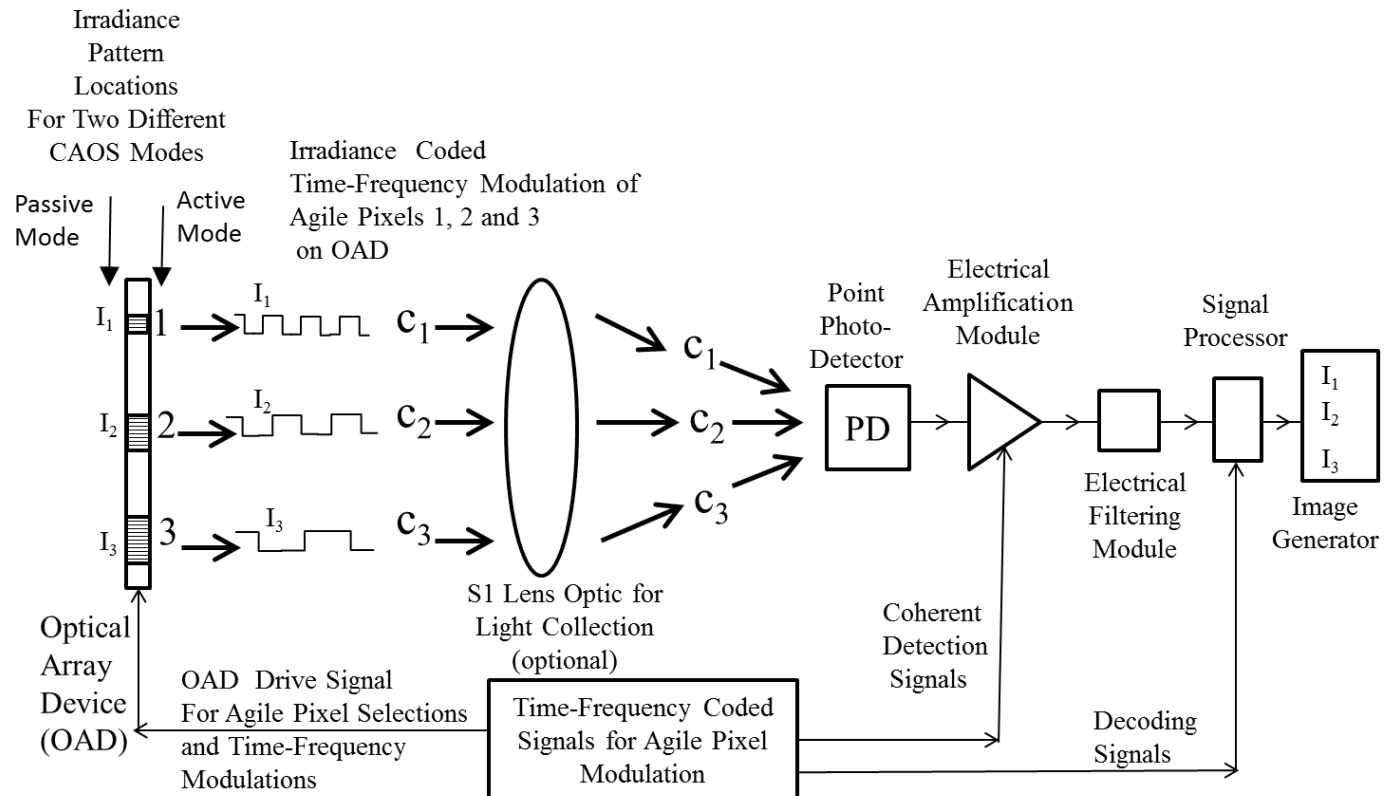 Irradiance
Pattern
Locations
For Two Different
CAOS Modes
Passive
Mode
Active
Mode
Irradiance Coded
Time-Frequency Modulation of
Agile Pixels 1, 2 and 3
on OAD
I₁
1
I₁
c₁
c₁
I₂
2
I₂
c₂
c₂
I₃
3
I₃
c₃
c₃
Point
Photo-
Detector
PD
Electrical
Amplification
Module
Signal
Processor
I₁
I₂
I₃
Electrical
Filtering
Module
Image
Generator
S1 Lens Optic for
Light Collection
(optional)
Optical
Array
Device
(OAD)
OAD Drive Signal
For Agile Pixel Selections
and Time-Frequency
Modulations
Time-Frequency Coded
Signals for Agile Pixel
Modulation
Coherent
Detection
Signals
Decoding
Signals